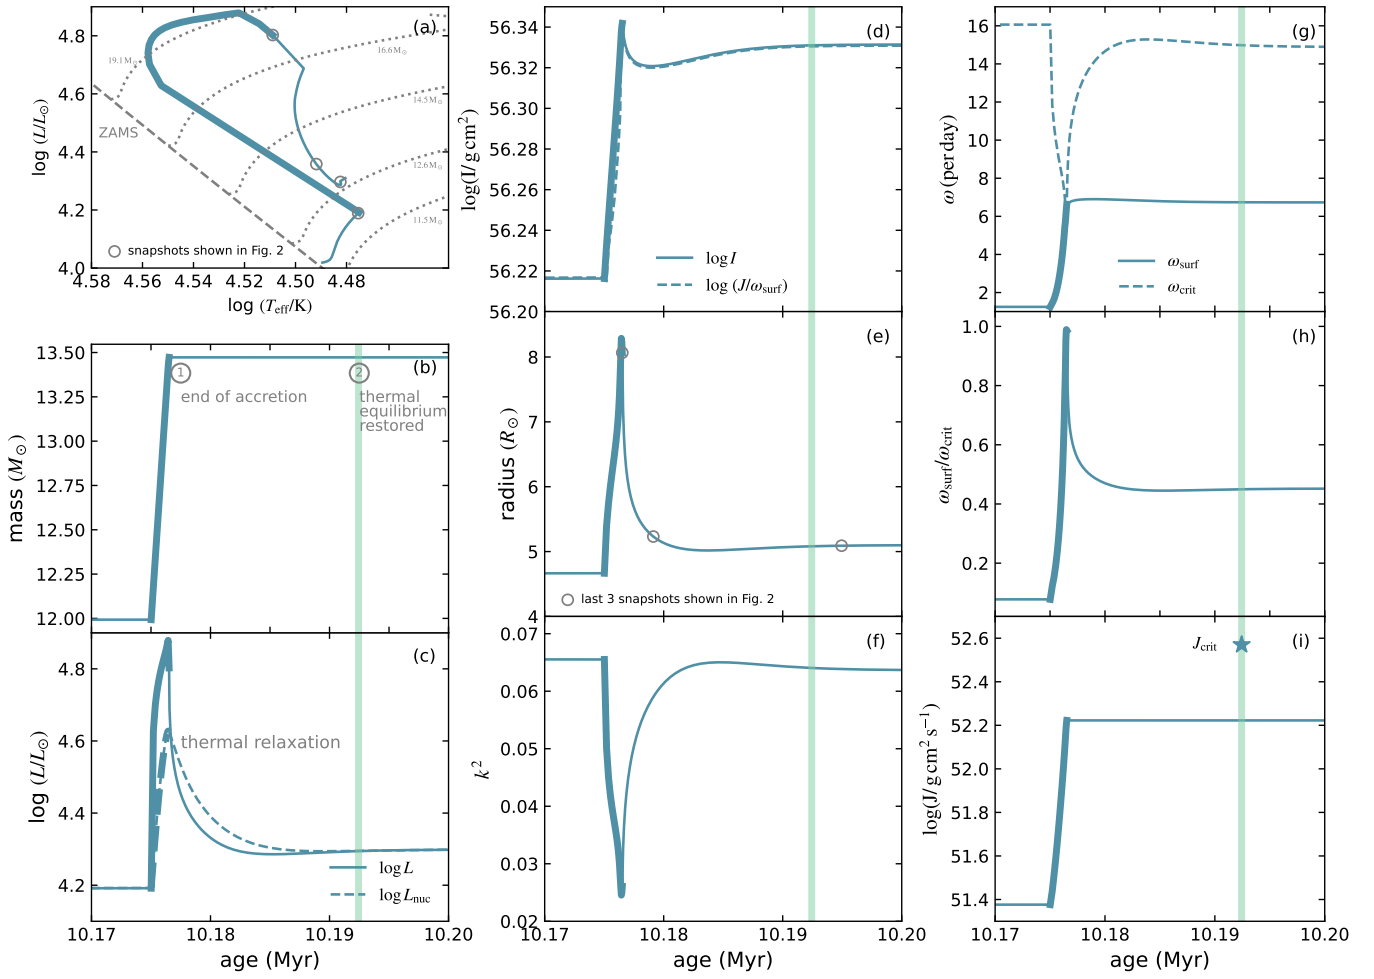 (a)
4.8
4.6
4.4
4.2
4.0
log (L/L⊙)
19.1M⊙
16.6M⊙
14.5M⊙
12.6M⊙
11.5M⊙
ZAMS
snapshots shown in Fig. 2
4.58 4.56 4.54 4.52 4.50 4.48
log (Teff/K)
(b)
13.50
13.25
13.00
12.75
12.50
12.25
12.00
mass (M⊙)
1
end of accretion
2
thermal
equilibrium
restored
(c)
4.8
4.6
4.4
4.2
log (L/L⊙)
thermal relaxation
log L
log Lnuc
10.17 10.18 10.19 10.20
age (Myr)
(d)
56.34
56.32
56.30
56.28
56.26
56.24
56.22
56.20
log(I/g cm²)
log I
log (J/ωsurf)
(e)
8
7
6
5
4
radius (R⊙)
last 3 snapshots shown in Fig. 2
(f)
0.07
0.06
0.05
0.04
0.03
0.02
k²
10.17 10.18 10.19 10.20
age (Myr)
(g)
16
14
12
10
8
6
4
2
ω (per day)
ωsurf
ωcrit
(h)
1.0
0.8
0.6
0.4
0.2
ωsurf/ωcrit
(i)
52.6
52.4
52.2
52.0
51.8
51.6
51.4
log(J/g cm² s⁻¹)
Jcrit
10.17 10.18 10.19 10.20
age (Myr)